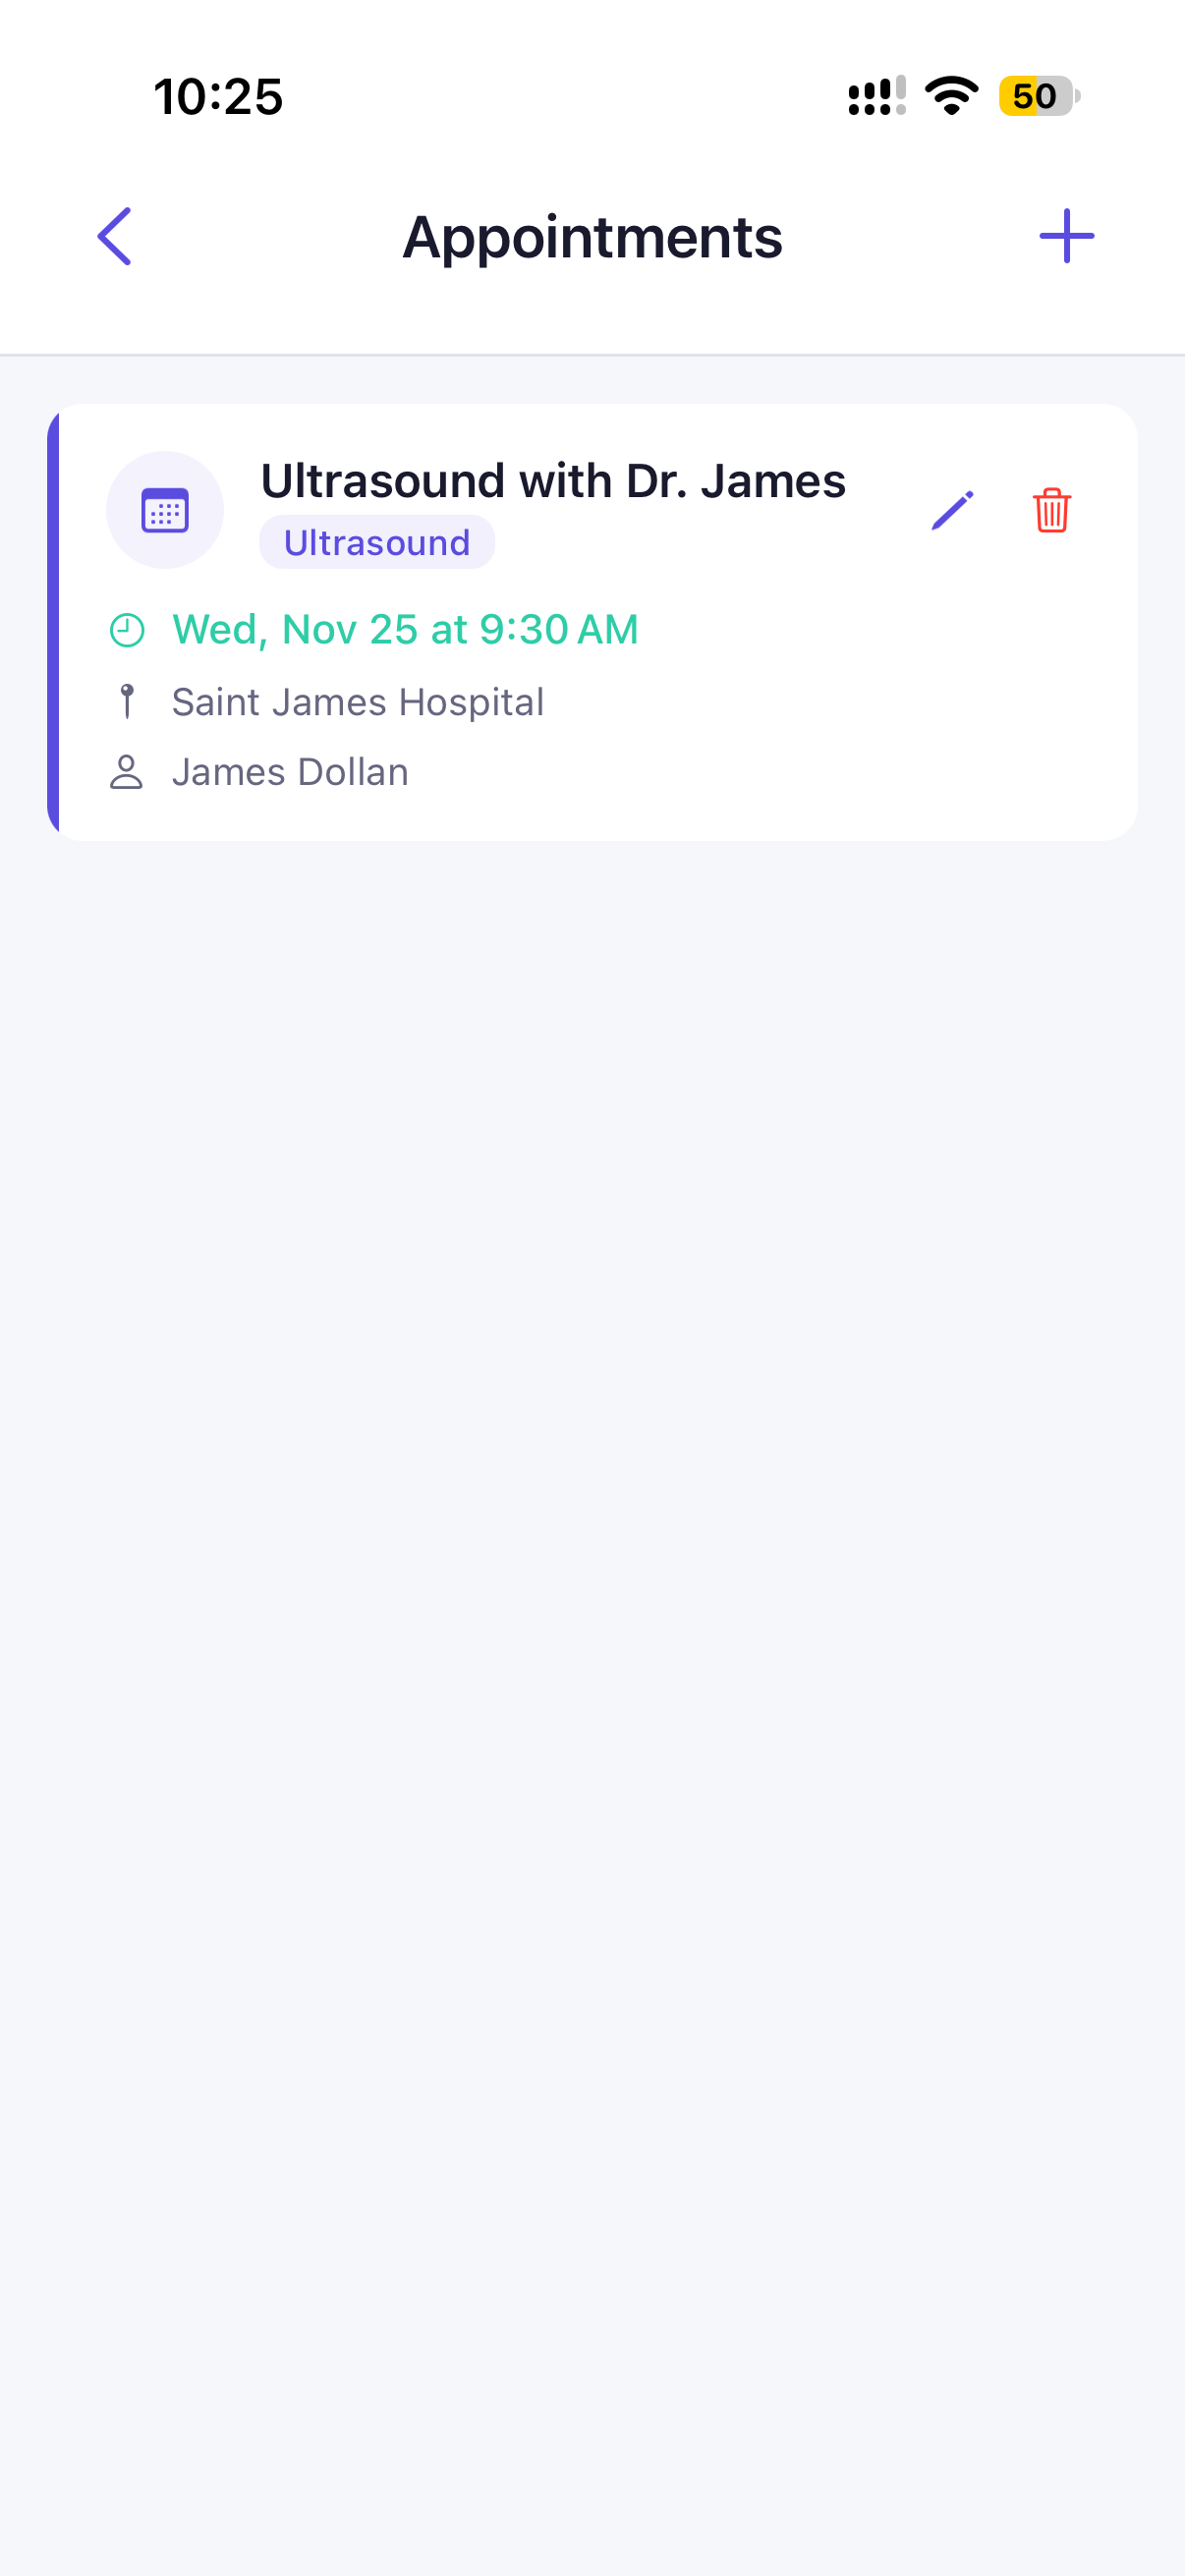 10:25
50
Appointments
Ultrasound with Dr. James
Ultrasound
Wed, Nov 25 at 9:30 AM
Saint James Hospital
James Dollan